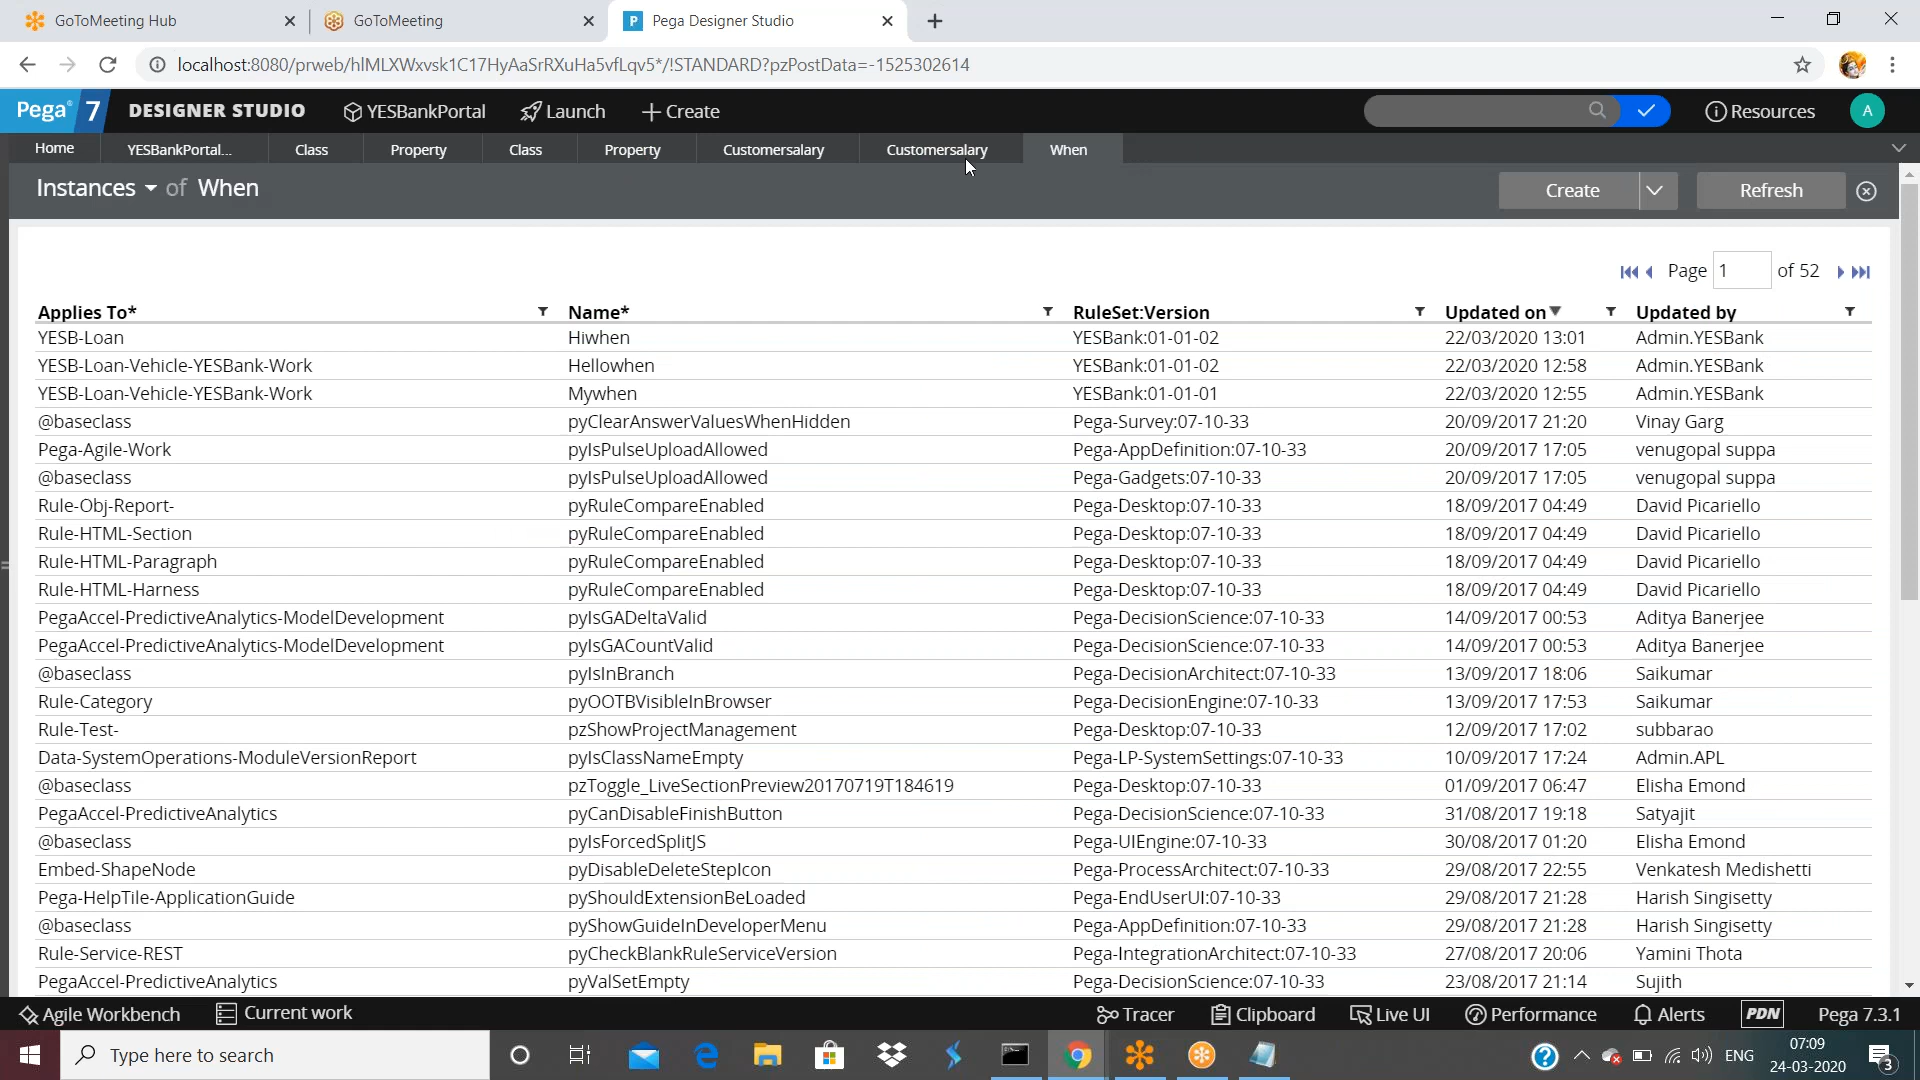 GoToMeeting Hub
GoToMeeting
Pega Designer Studio
localhost:8080/prweb/hlMLXWxvsk1C17HyAaSrRXuHa5vfLqv5*/!STANDARD?pzPostData=-1525302614
Pega 7 DESIGNER STUDIO YESBankPortal Launch Create Resources A
Home YESBankPortal... Class Property Class Property Customersalary Customersalary When
Instances of When Create Refresh
Page 1 of 52
Applies To* Name* RuleSet:Version Updated on Updated by
YESB-Loan Hiwhen YESBank:01-01-02 22/03/2020 13:01 Admin.YESBank
YESB-Loan-Vehicle-YESBank-Work Hellowhen YESBank:01-01-02 22/03/2020 12:58 Admin.YESBank
YESB-Loan-Vehicle-YESBank-Work Mywhen YESBank:01-01-01 22/03/2020 12:55 Admin.YESBank
@baseclass pyClearAnswerValuesWhenHidden Pega-Survey:07-10-33 20/09/2017 21:20 Vinay Garg
Pega-Agile-Work pyIsPulseUploadAllowed Pega-AppDefinition:07-10-33 20/09/2017 17:05 venugopal suppa
@baseclass pyIsPulseUploadAllowed Pega-Gadgets:07-10-33 20/09/2017 17:05 venugopal suppa
Rule-Obj-Report- pyRuleCompareEnabled Pega-Desktop:07-10-33 18/09/2017 04:49 David Picariello
Rule-HTML-Section pyRuleCompareEnabled Pega-Desktop:07-10-33 18/09/2017 04:49 David Picariello
Rule-HTML-Paragraph pyRuleCompareEnabled Pega-Desktop:07-10-33 18/09/2017 04:49 David Picariello
Rule-HTML-Harness pyRuleCompareEnabled Pega-Desktop:07-10-33 18/09/2017 04:49 David Picariello
PegaAccel-PredictiveAnalytics-ModelDevelopment pyIsGADeltaValid Pega-DecisionScience:07-10-33 14/09/2017 00:53 Aditya Banerjee
PegaAccel-PredictiveAnalytics-ModelDevelopment pyIsGACountValid Pega-DecisionScience:07-10-33 14/09/2017 00:53 Aditya Banerjee
@baseclass pyIsInBranch Pega-DecisionArchitect:07-10-33 13/09/2017 18:06 Saikumar
Rule-Category pyOOTBVisibleInBrowser Pega-DecisionEngine:07-10-33 13/09/2017 17:53 Saikumar
Rule-Test- pzShowProjectManagement Pega-Desktop:07-10-33 12/09/2017 17:02 subbarao
Data-SystemOperations-ModuleVersionReport pyIsClassNameEmpty Pega-LP-SystemSettings:07-10-33 10/09/2017 17:24 Admin.APL
@baseclass pzToggle_LiveSectionPreview20170719T184619 Pega-Desktop:07-10-33 01/09/2017 06:47 Elisha Emond
PegaAccel-PredictiveAnalytics pyCanDisableFinishButton Pega-DecisionScience:07-10-33 31/08/2017 19:18 Satyajit
@baseclass pyIsForcedSplitJS Pega-UIEngine:07-10-33 30/08/2017 01:20 Elisha Emond
Embed-ShapeNode pyDisableDeleteStepIcon Pega-ProcessArchitect:07-10-33 29/08/2017 22:55 Venkatesh Medishetti
Pega-HelpTile-ApplicationGuide pyShouldExtensionBeLoaded Pega-EndUserUI:07-10-33 29/08/2017 21:28 Harish Singisetty
@baseclass pyShowGuideInDeveloperMenu Pega-AppDefinition:07-10-33 29/08/2017 21:28 Harish Singisetty
Rule-Service-REST pyCheckBlankRuleServiceVersion Pega-IntegrationArchitect:07-10-33 27/08/2017 20:06 Yamini Thota
PegaAccel-PredictiveAnalytics pyValSetEmpty Pega-DecisionScience:07-10-33 23/08/2017 21:14 Sujith
Agile Workbench Current work Tracer Clipboard Live UI Performance Alerts PDN Pega 7.3.1
Type here to search ENG 07:09
24-03-2020 3